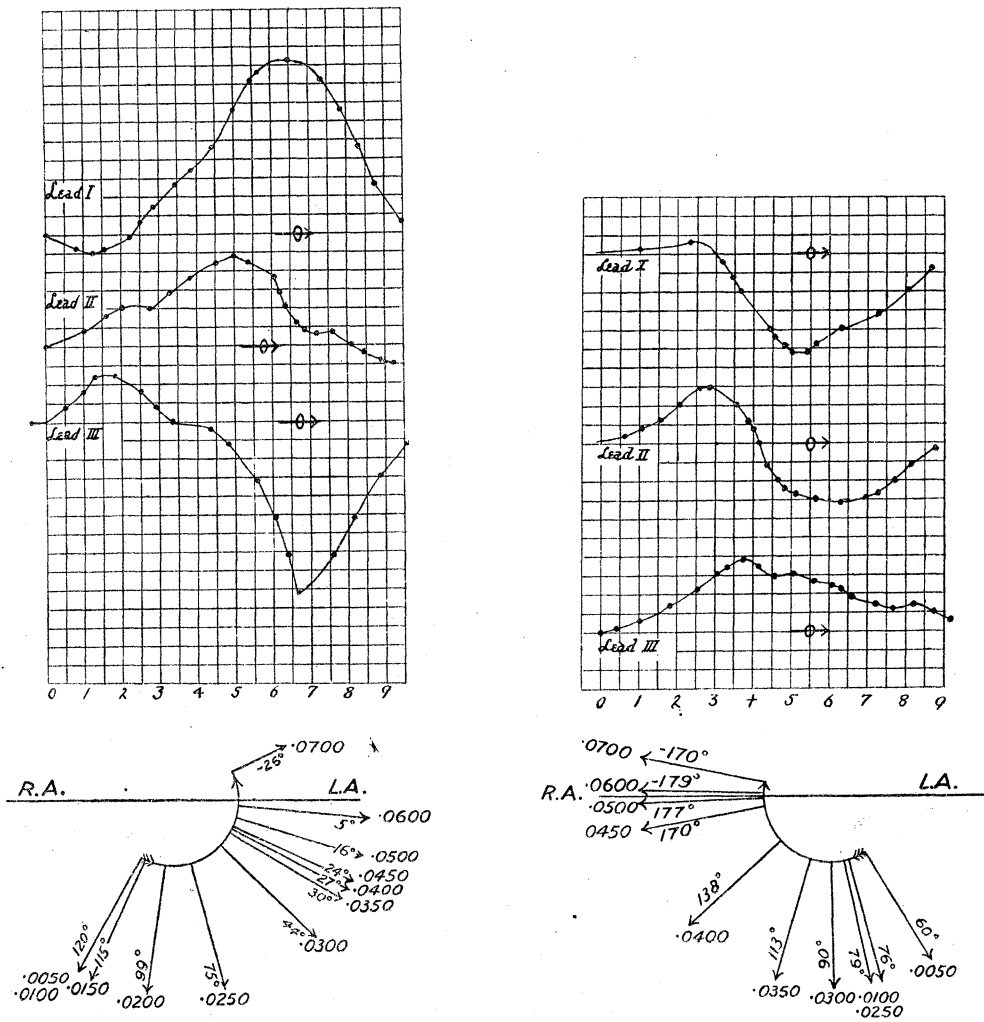 Lead I
Lead II
Lead III
0 1 2 3 4 5 6 7 8 9
Lead I
Lead II
Lead III
0 1 2 3 4 5 6 7 8 9
R.A. L.A.
-26° .0700
5° .0600
16° .0500
24° .0450
27° .0400
30° .0350
44° .0300
75° .0250
99° .0200
115° .0150
120° .0050
.0100
R.A. L.A.
.0700 -170°
.0600 -179°
.0500 177°
.0450 170°
138° .0400
113° .0350
90° .0300
79° .0100
76° .0250
60° .0050